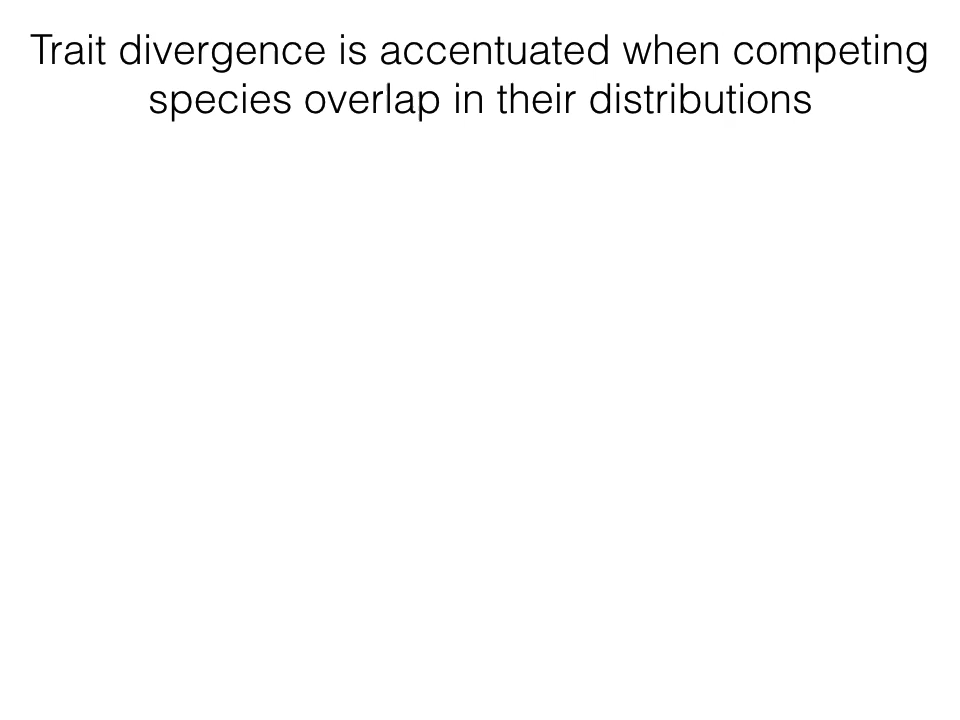 Trait divergence is accentuated when competing
species overlap in their distributions